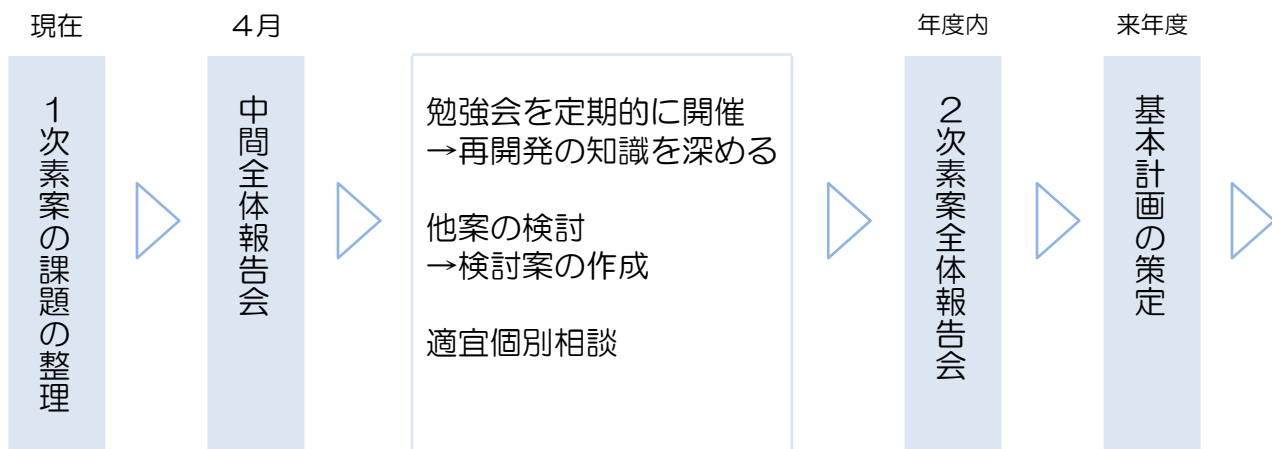 現在
1次素案の課題の整理
４月
中間全体報告会
勉強会を定期的に開催
→再開発の知識を深める
他案の検討
→検討案の作成
適宜個別相談
年度内
２次素案全体報告会
来年度
基本計画の策定